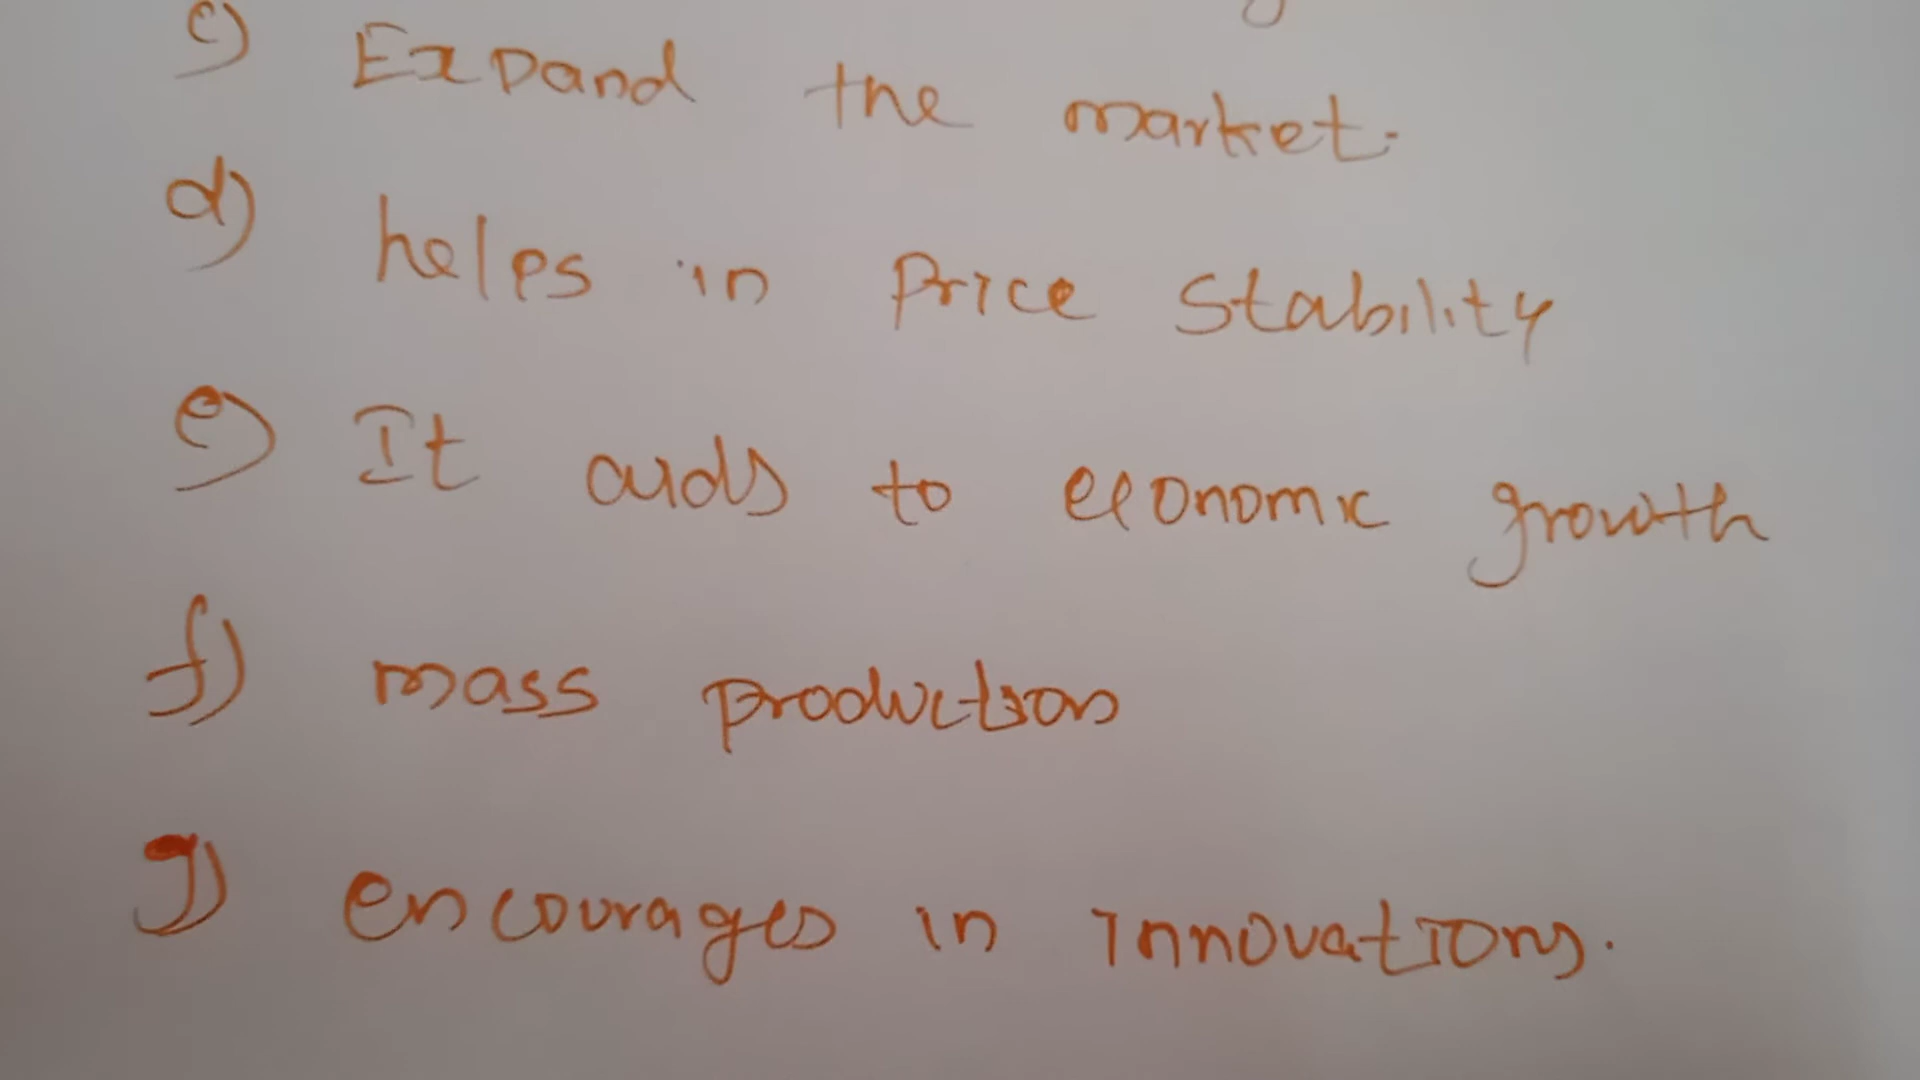 c) Expand the market.
d) helps in Price Stability
e) It aids to economic growth
f) mass production
g) encourages in innovations.